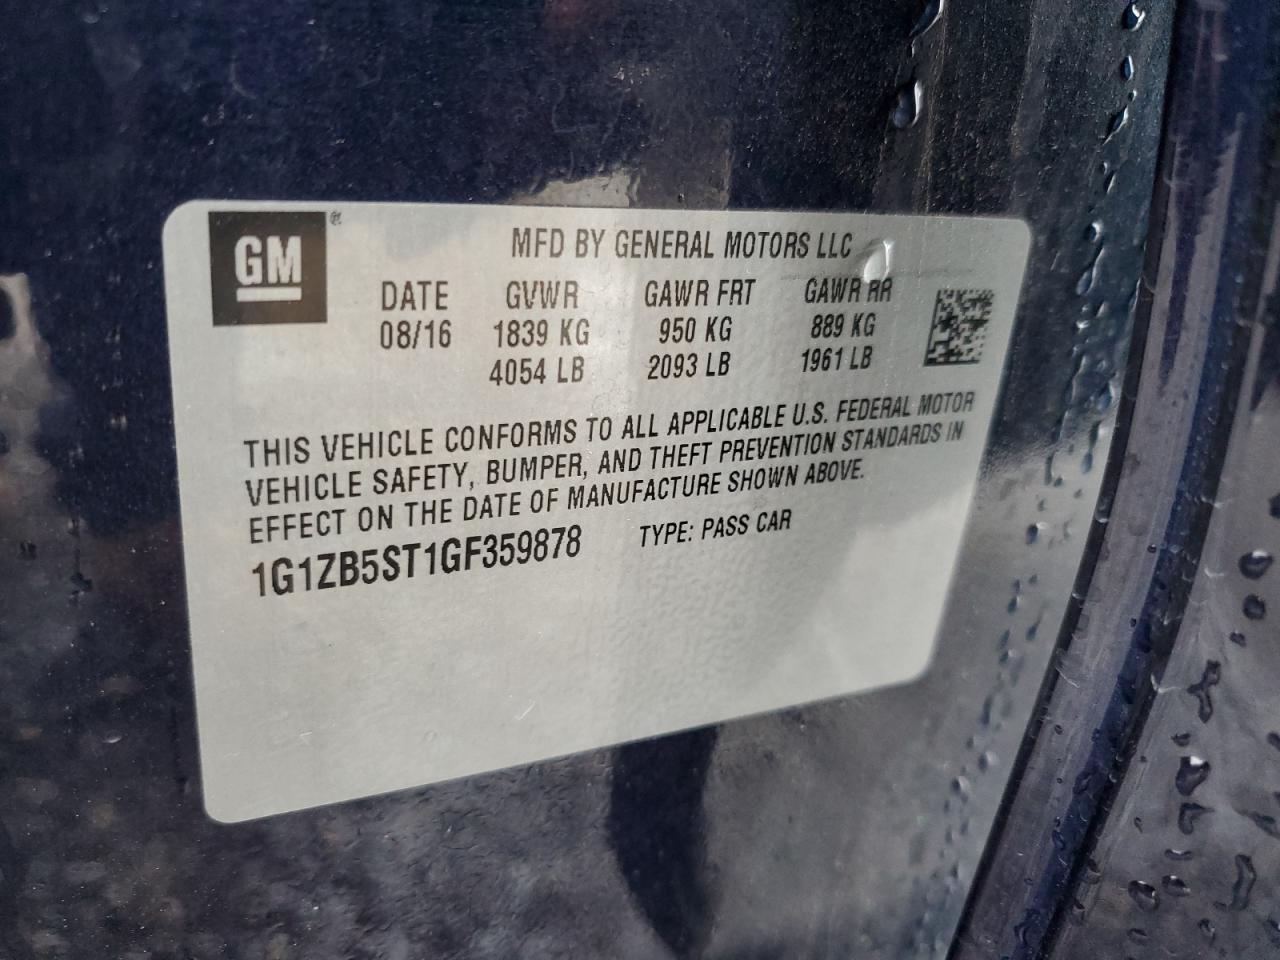 GM ®
MFD BY GENERAL MOTORS LLC
DATE GVWR GAWR FRT GAWR RR
08/16 1839 KG 950 KG 889 KG
4054 LB 2093 LB 1961 LB
THIS VEHICLE CONFORMS TO ALL APPLICABLE U.S. FEDERAL MOTOR
VEHICLE SAFETY, BUMPER, AND THEFT PREVENTION STANDARDS IN
EFFECT ON THE DATE OF MANUFACTURE SHOWN ABOVE.
1G1ZB5ST1GF359878 TYPE: PASS CAR